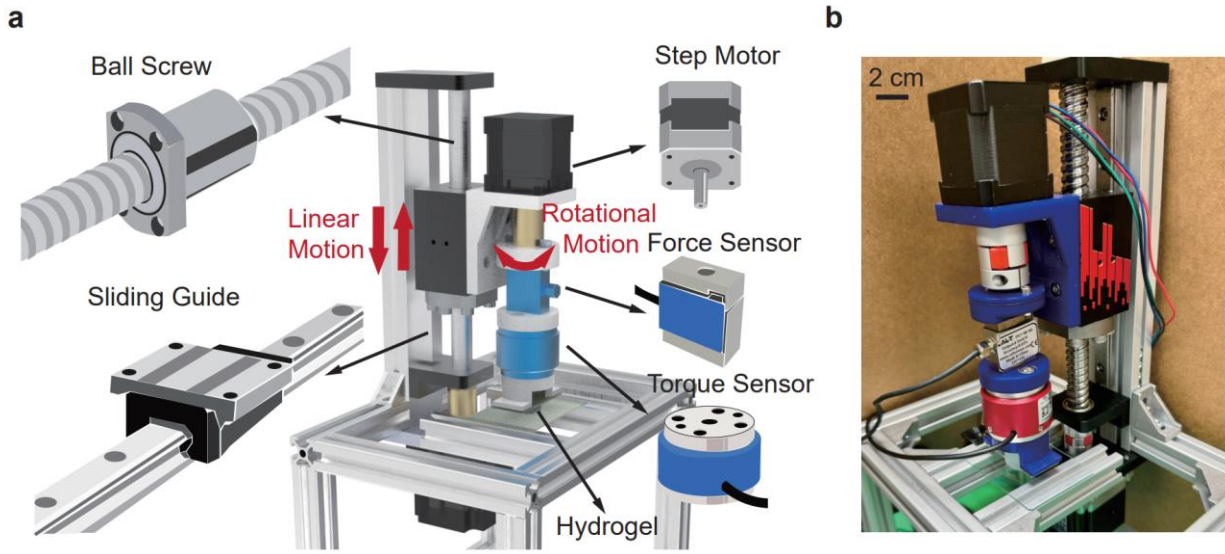 a
b
Ball Screw
Step Motor
2 cm
Linear
Motion
Rotational
Motion
Force Sensor
Sliding Guide
Torque Sensor
Hydrogel